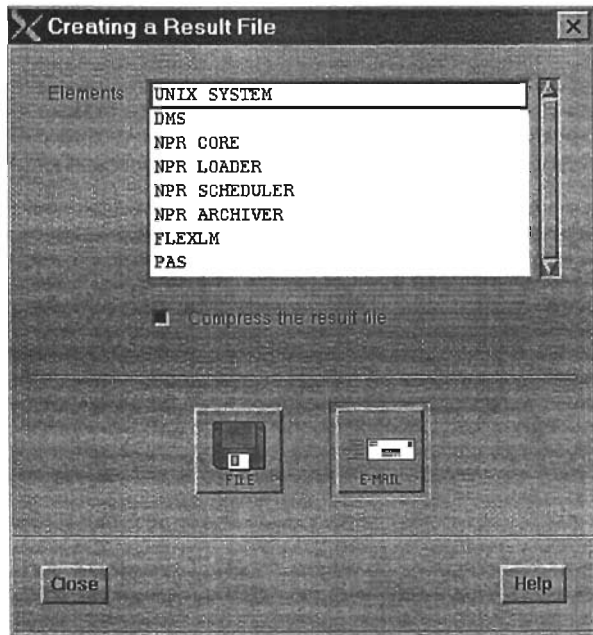 Creating a Result File
Elements
UNIX SYSTEM
DMS
NPR CORE
NPR LOADER
NPR SCHEDULER
NPR ARCHIVER
FLEXLM
PAS
Compress the result file
FILE
E-MAIL
Close
Help